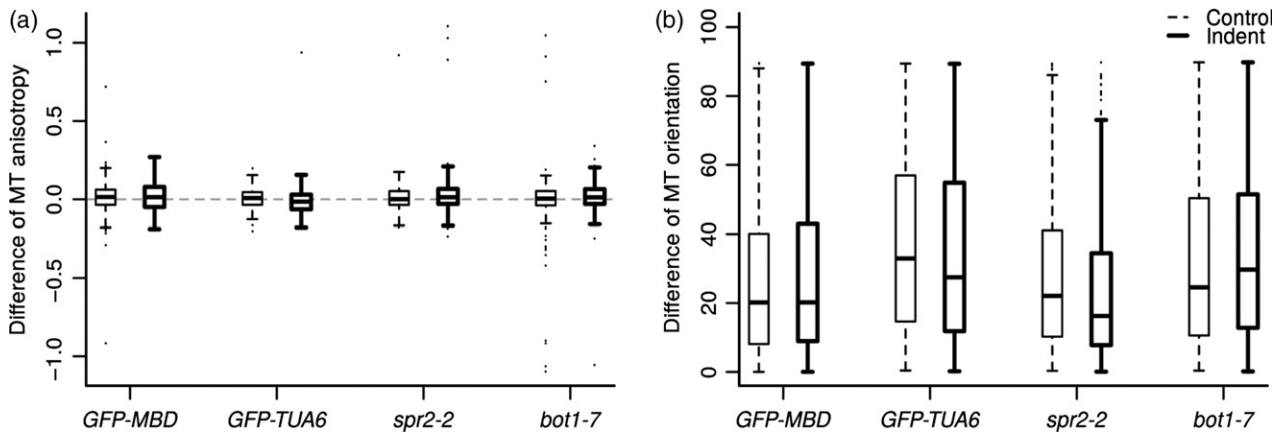 (a)
Difference of MT anisotropy
1.0
0.5
0.0
−0.5
−1.0
GFP-MBD GFP-TUA6 spr2-2 bot1-7
(b)
Difference of MT orientation
100
80
60
40
20
0
Control
Indent
GFP-MBD GFP-TUA6 spr2-2 bot1-7